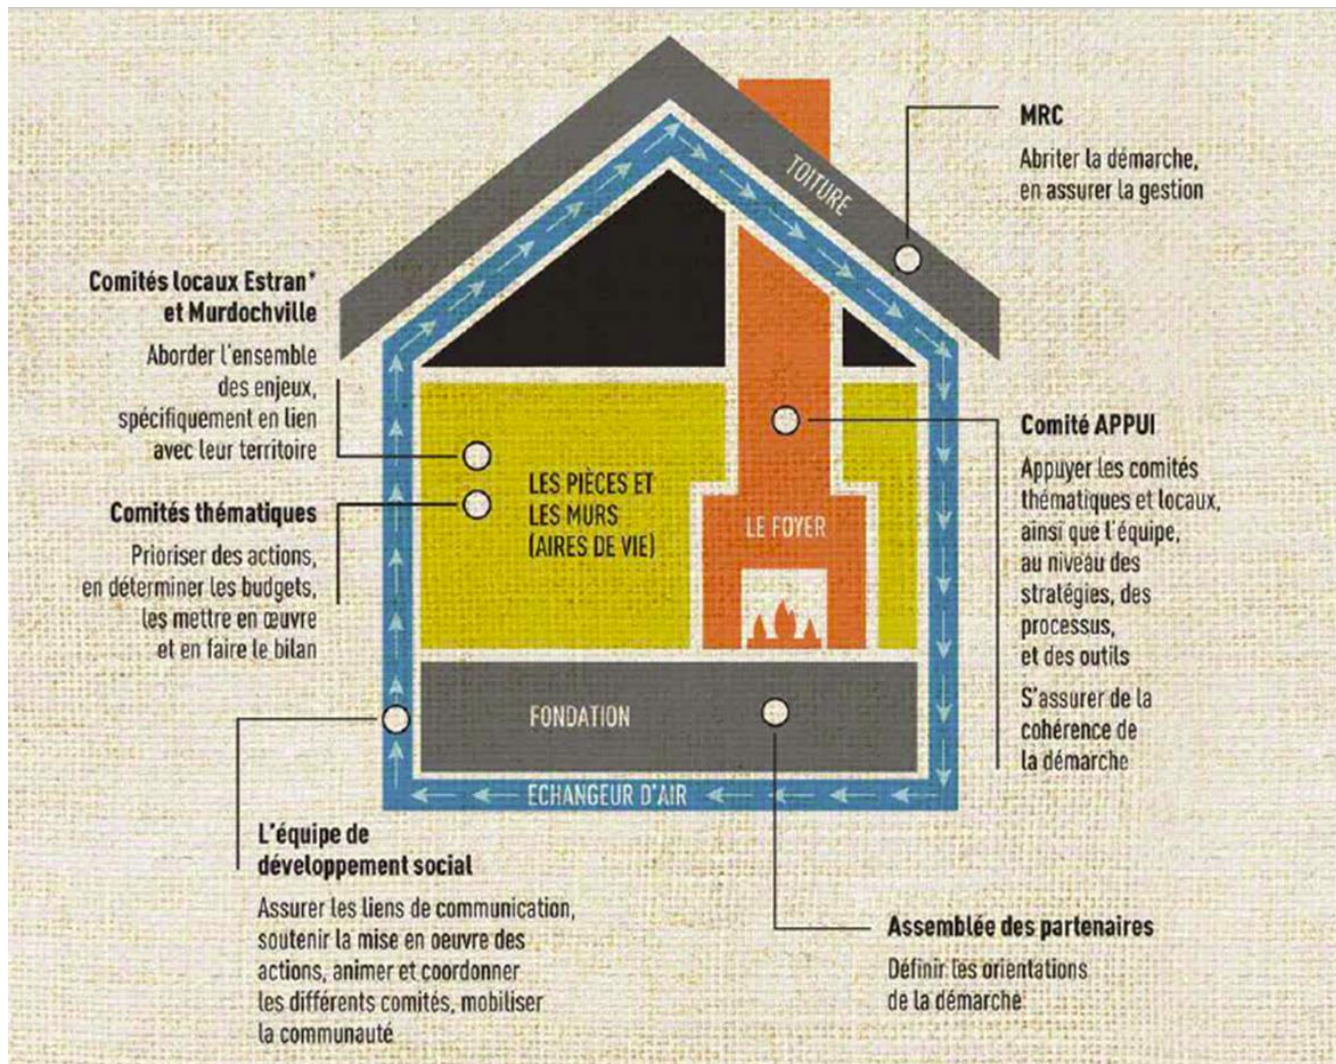 MRC
Abriter la démarche,
en assurer la gestion
TOITURE
Comités locaux Estran*
et Murdochville
Aborder l'ensemble
des enjeux,
spécifiquement en lien
avec leur territoire
Comités thématiques
Prioriser des actions,
en déterminer les budgets,
les mettre en œuvre
et en faire le bilan
LES PIÈCES ET
LES MURS
(AIRES DE VIE)
LE FOYER
Comité APPUI
Appuyer les comités
thématiques et locaux,
ainsi que l'équipe,
au niveau des
stratégies, des
processus,
et des outils
S'assurer de la
cohérence de
la démarche
FONDATION
ECHANGEUR D'AIR
L'équipe de
développement social
Assurer les liens de communication,
soutenir la mise en oeuvre des
actions, animer et coordonner
les différents comités, mobiliser
la communauté
Assemblée des partenaires
Définir les orientations
de la démarche